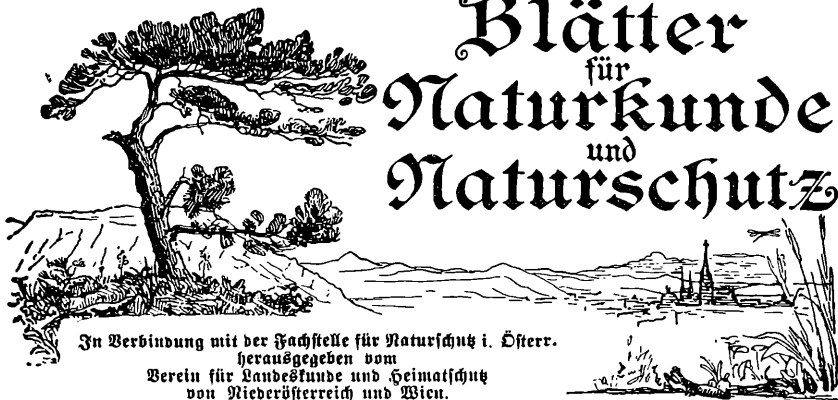 Blätter
für
Naturkunde
und
Naturschutz
In Verbindung mit der Fachstelle für Naturschutz i. Österr.
herausgegeben vom
Verein für Landeskunde und Heimatschutz
von Niederösterreich und Wien.